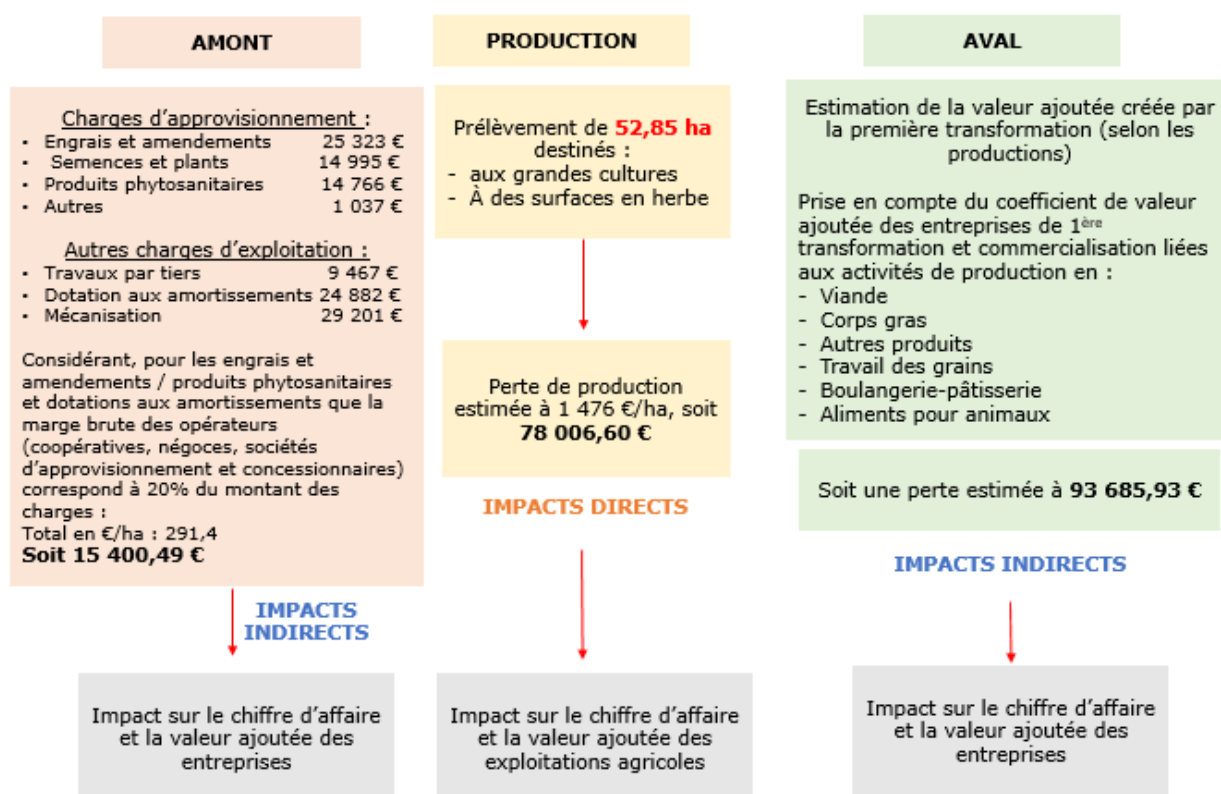 AMONT
Charges d’approvisionnement :
• Engrais et amendements 25 323 €
• Semences et plants 14 995 €
• Produits phytosanitaires 14 766 €
• Autres 1 037 €
Autres charges d’exploitation :
• Travaux par tiers 9 467 €
• Dotation aux amortissements 24 882 €
• Mécanisation 29 201 €
Considérant, pour les engrais et
amendements / produits phytosanitaires
et dotations aux amortissements que la
marge brute des opérateurs
(coopératives, négoces, sociétés
d’approvisionnement et concessionnaires)
correspond à 20% du montant des
charges :
Total en €/ha : 291,4
Soit 15 400,49 €
IMPACTS
INDIRECTS
Impact sur le chiffre d’affaire
et la valeur ajoutée des
entreprises
PRODUCTION
Prélèvement de 52,85 ha
destinés :
- aux grandes cultures
- À des surfaces en herbe
Perte de production
estimée à 1 476 €/ha, soit
78 006,60 €
IMPACTS DIRECTS
Impact sur le chiffre d’affaire
et la valeur ajoutée des
exploitations agricoles
AVAL
Estimation de la valeur ajoutée créée par
la première transformation (selon les
productions)
Prise en compte du coefficient de valeur
ajoutée des entreprises de 1ère
transformation et commercialisation liées
aux activités de production en :
- Viande
- Corps gras
- Autres produits
- Travail des grains
- Boulangerie-pâtisserie
- Aliments pour animaux
Soit une perte estimée à 93 685,93 €
IMPACTS INDIRECTS
Impact sur le chiffre d’affaire
et la valeur ajoutée des
entreprises